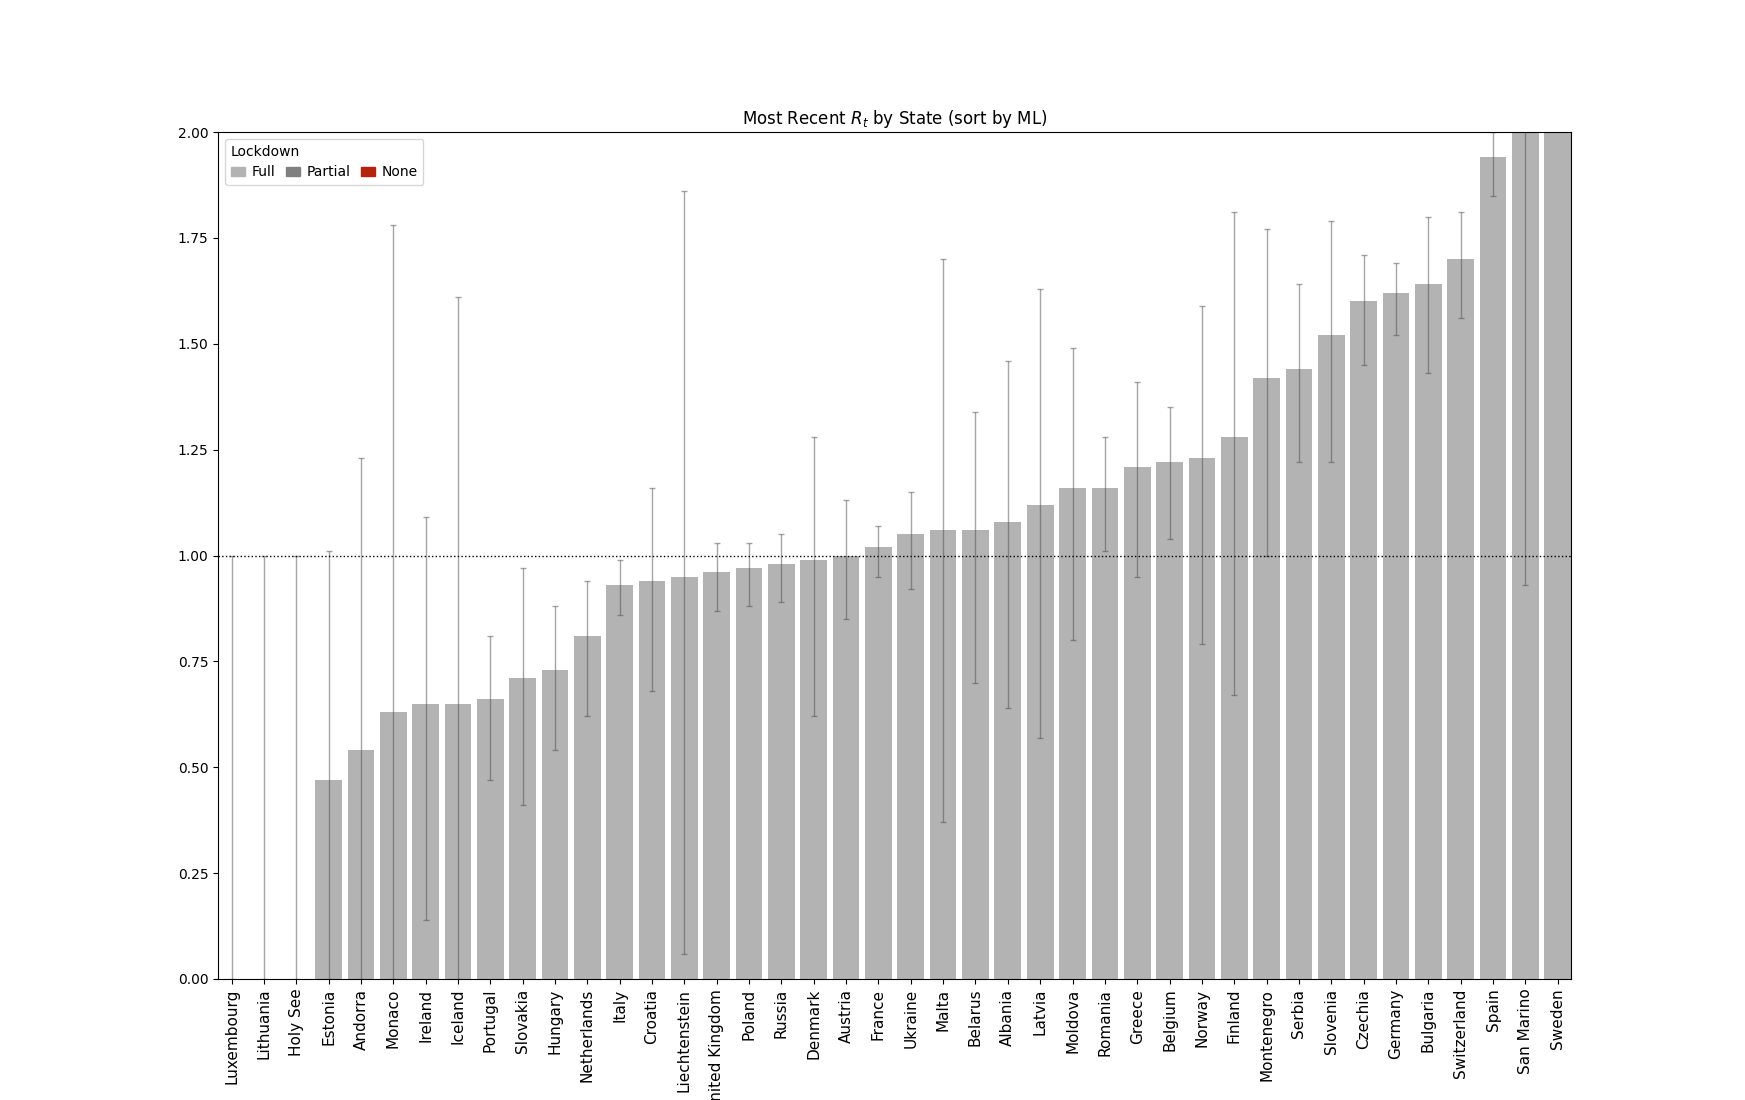 Most Recent Rt by State (sort by ML)
Lockdown
Full Partial None
2.00
1.75
1.50
1.25
1.00
0.75
0.50
0.25
0.00
Luxembourg
Lithuania
Holy See
Estonia
Andorra
Monaco
Ireland
Iceland
Portugal
Slovakia
Hungary
Netherlands
Italy
Croatia
Liechtenstein
nited Kingdom
Poland
Russia
Denmark
Austria
France
Ukraine
Malta
Belarus
Albania
Latvia
Moldova
Romania
Greece
Belgium
Norway
Finland
Montenegro
Serbia
Slovenia
Czechia
Germany
Bulgaria
Switzerland
Spain
San Marino
Sweden